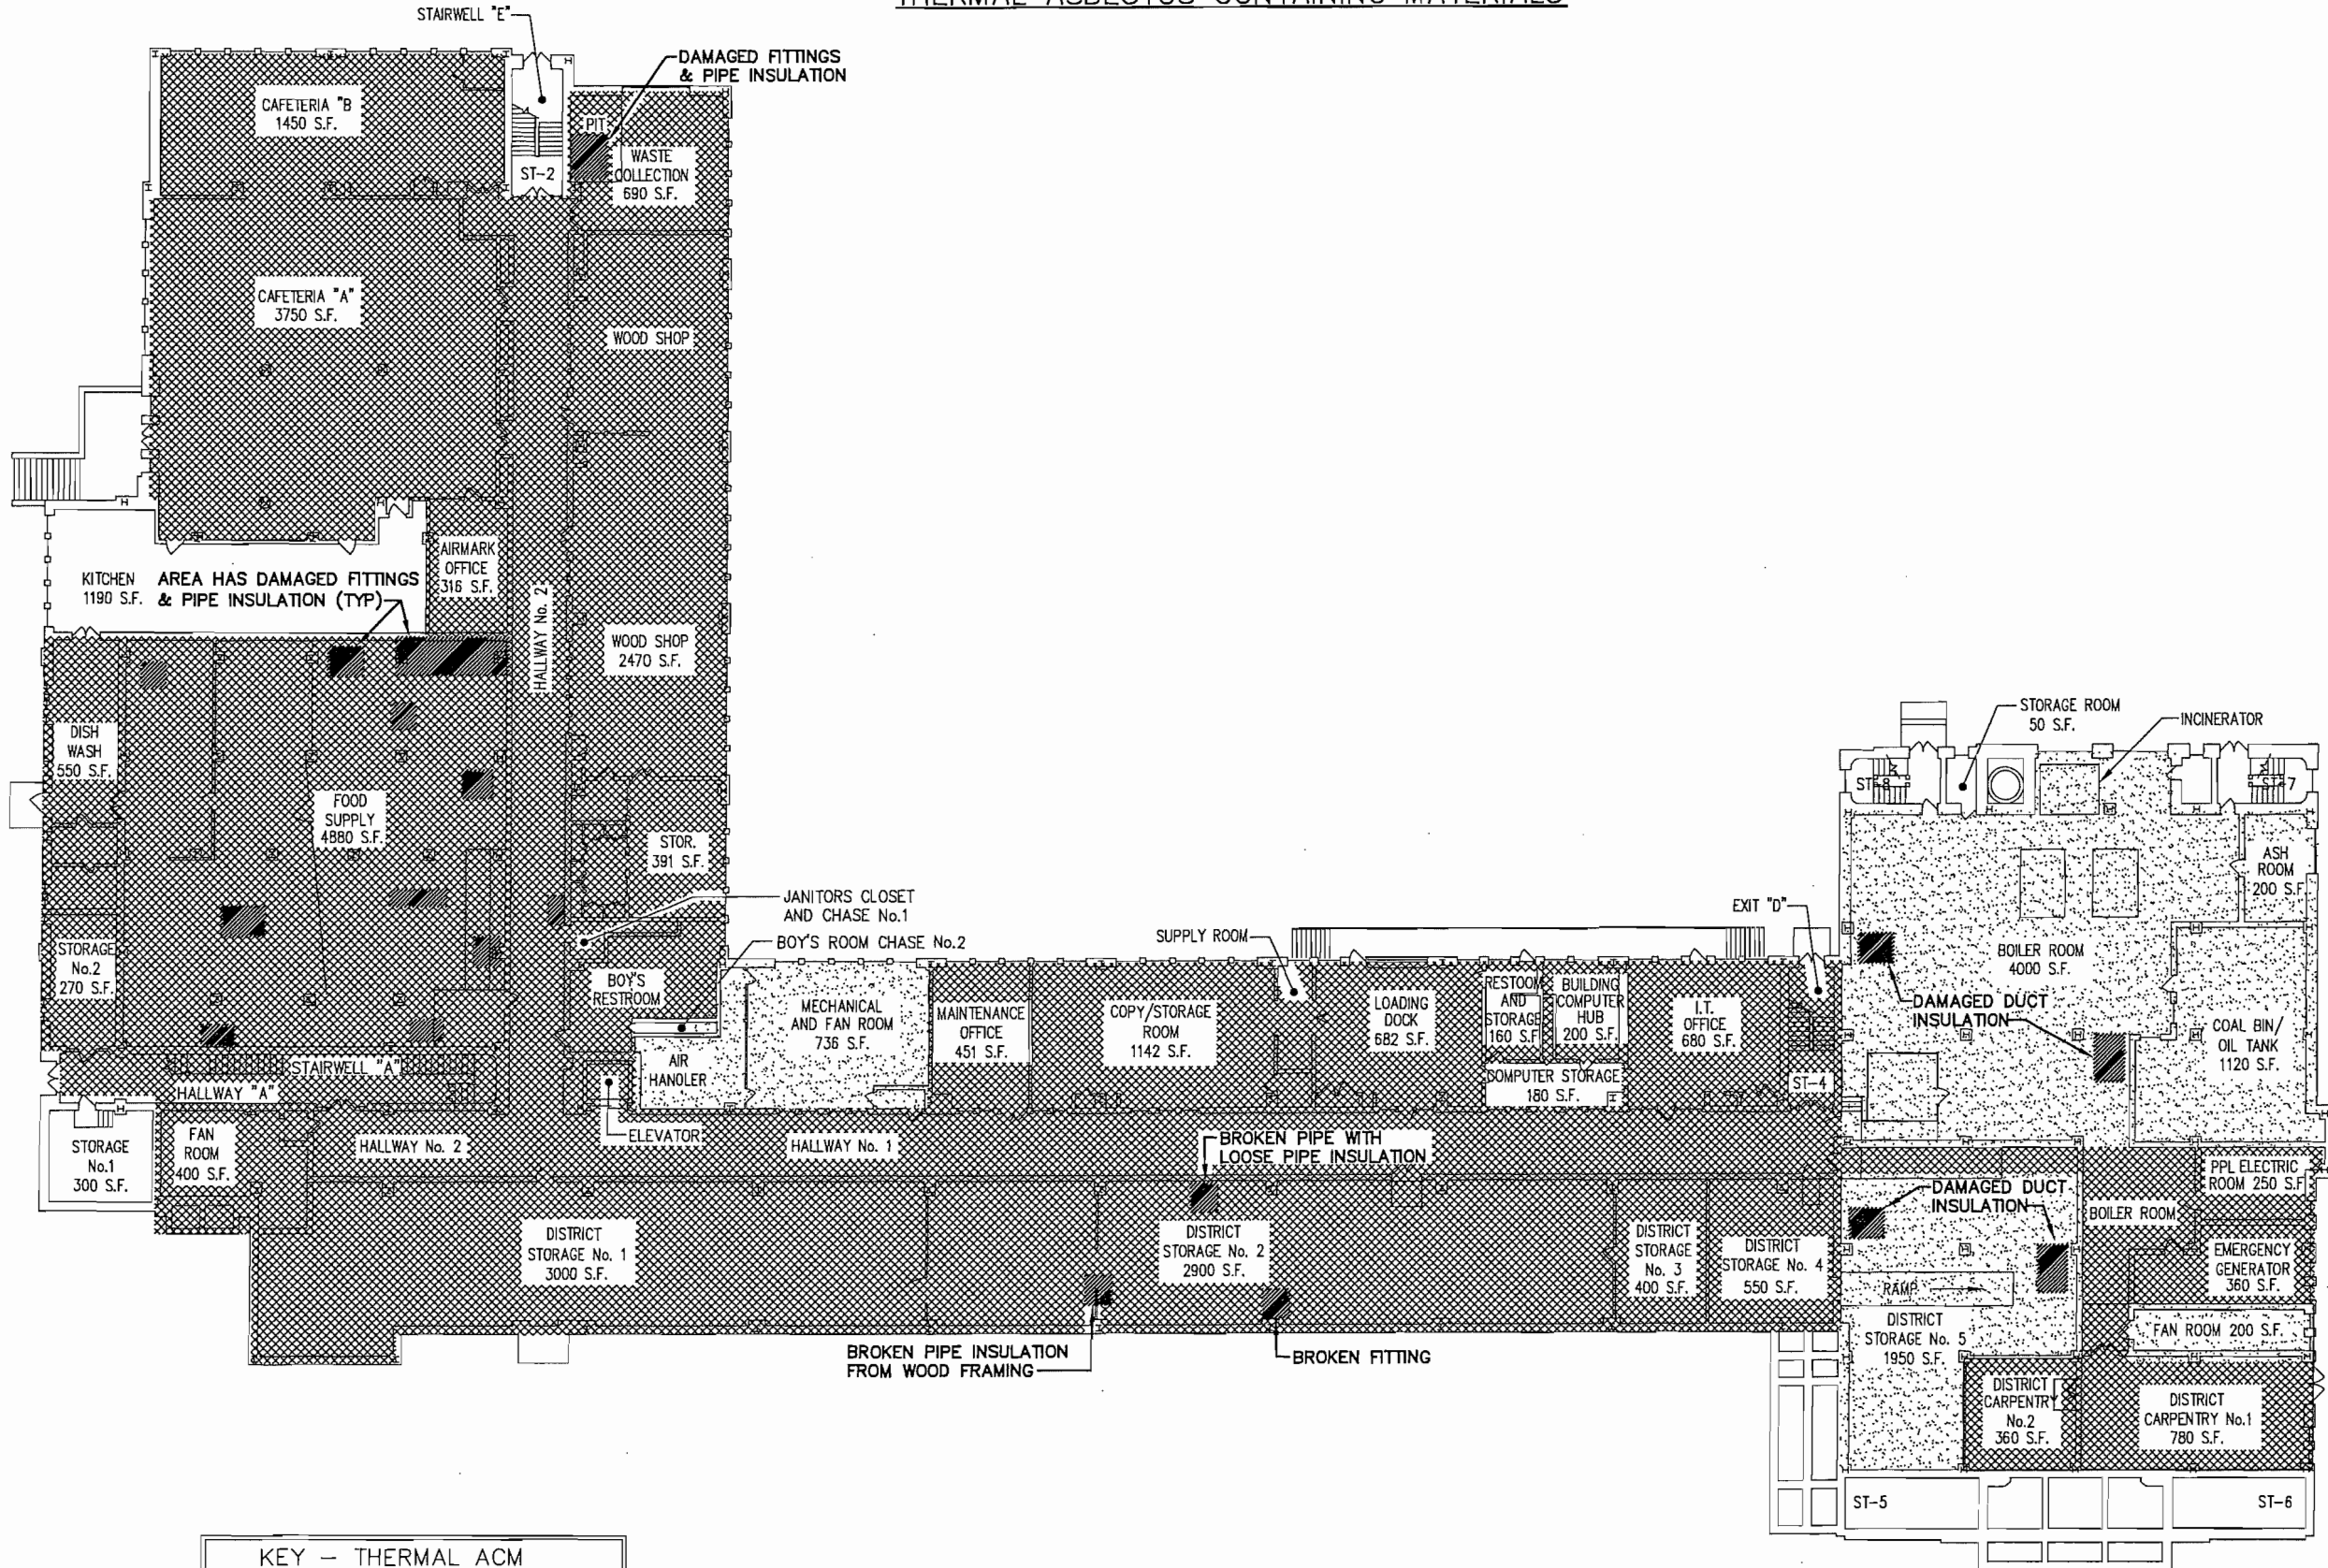 THERMAL ASBESTOS CONTAINING MATERIALS
STAIRWELL "E"
DAMAGED FITTINGS
& PIPE INSULATION
CAFETERIA "B
1450 S.F.
PIT
ST-2
WASTE
COLLECTION
690 S.F.
CAFETERIA "A"
3750 S.F.
WOOD SHOP
AIRMARK
OFFICE
316 S.F.
KITCHEN
1190 S.F.
AREA HAS DAMAGED FITTINGS
& PIPE INSULATION (TYP)
HALLWAY No. 2
WOOD SHOP
2470 S.F.
DISH
WASH
550 S.F.
FOOD
SUPPLY
4880 S.F.
STOR.
391 S.F.
STORAGE ROOM
50 S.F.
INCINERATOR
ST-8
ST-7
ASH
ROOM
200 S.F.
JANITORS CLOSET
AND CHASE No.1
BOY'S ROOM CHASE No.2
SUPPLY ROOM
EXIT "D"
STORAGE
No.2
270 S.F.
BOY'S
RESTROOM
MECHANICAL
AND FAN ROOM
736 S.F.
MAINTENANCE
OFFICE
451 S.F.
COPY/STORAGE
ROOM
1142 S.F.
LOADING
DOCK
682 S.F.
RESTOOM
AND
STORAGE
160 S.F
BUILDING
COMPUTER
HUB
200 S.F.
I.T.
OFFICE
680 S.F.
BOILER ROOM
4000 S.F.
DAMAGED DUCT
INSULATION
COAL BIN/
OIL TANK
1120 S.F.
STAIRWELL "A"
HALLWAY "A"
AIR
HANDLER
COMPUTER STORAGE
180 S.F.
ST-4
STORAGE
No.1
300 S.F.
FAN
ROOM
400 S.F.
HALLWAY No. 2
ELEVATOR
HALLWAY No. 1
BROKEN PIPE WITH
LOOSE PIPE INSULATION
PPL ELECTRIC
ROOM 250 S.F
DAMAGED DUCT
INSULATION
BOILER ROOM
DISTRICT
STORAGE No. 1
3000 S.F.
DISTRICT
STORAGE No. 2
2900 S.F.
DISTRICT
STORAGE
No. 3
400 S.F.
DISTRICT
STORAGE No. 4
550 S.F.
EMERGENCY
GENERATOR
360 S.F.
RAMP
DISTRICT
STORAGE No. 5
1950 S.F.
FAN ROOM 200 S.F.
BROKEN PIPE INSULATION
FROM WOOD FRAMING
BROKEN FITTING
DISTRICT
CARPENTRY
No.2
360 S.F.
DISTRICT
CARPENTRY No.1
780 S.F.
ST-5
ST-6
KEY – THERMAL ACM